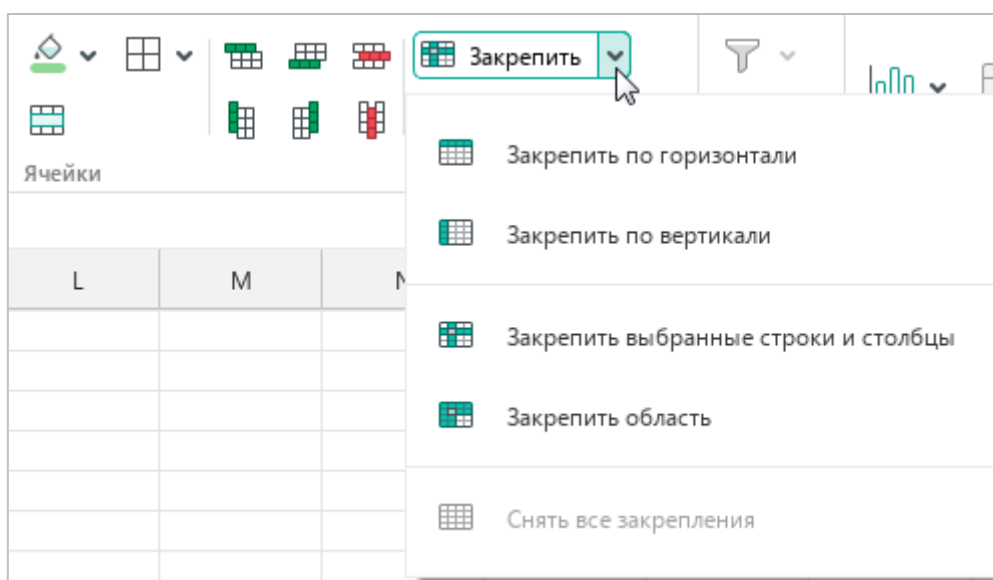 Закрепить
Ячейки
L M N
Закрепить по горизонтали
Закрепить по вертикали
Закрепить выбранные строки и столбцы
Закрепить область
Снять все закрепления